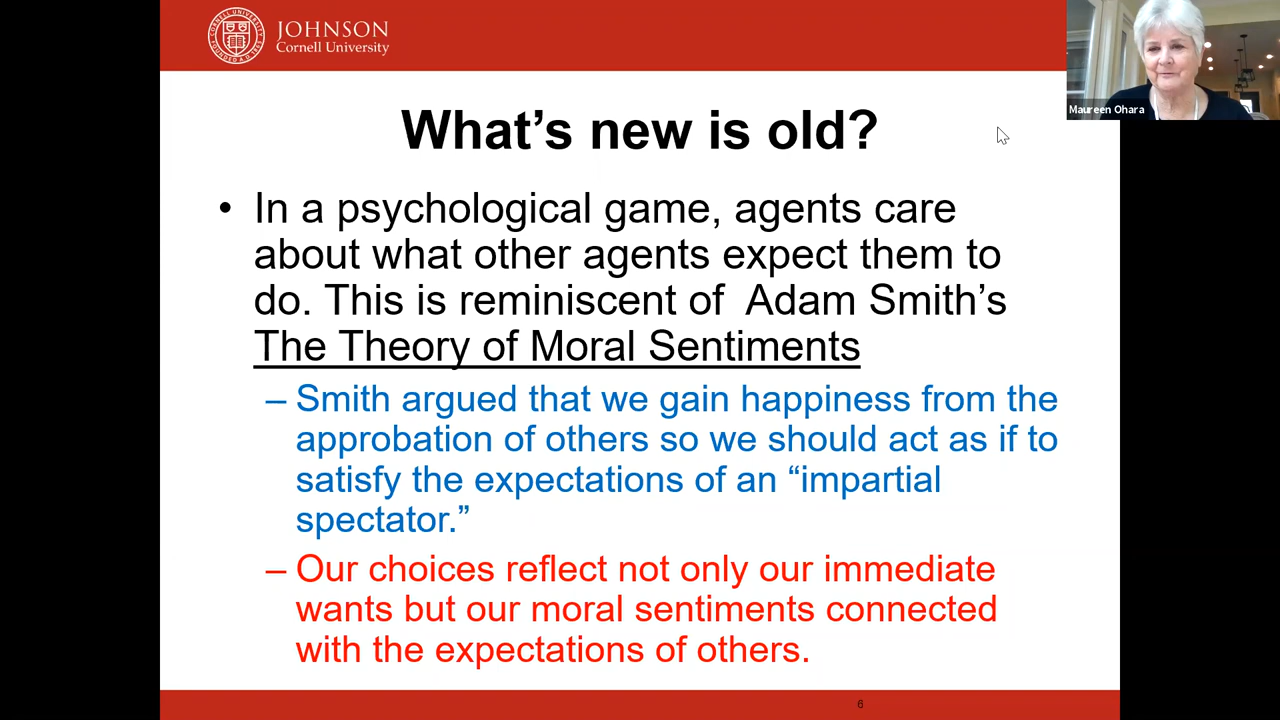 JOHNSON
Cornell University
Maureen Ohara
What's new is old?
• In a psychological game, agents care
about what other agents expect them to
do. This is reminiscent of Adam Smith's
The Theory of Moral Sentiments
– Smith argued that we gain happiness from the
approbation of others so we should act as if to
satisfy the expectations of an “impartial
spectator.”
– Our choices reflect not only our immediate
wants but our moral sentiments connected
with the expectations of others.
6